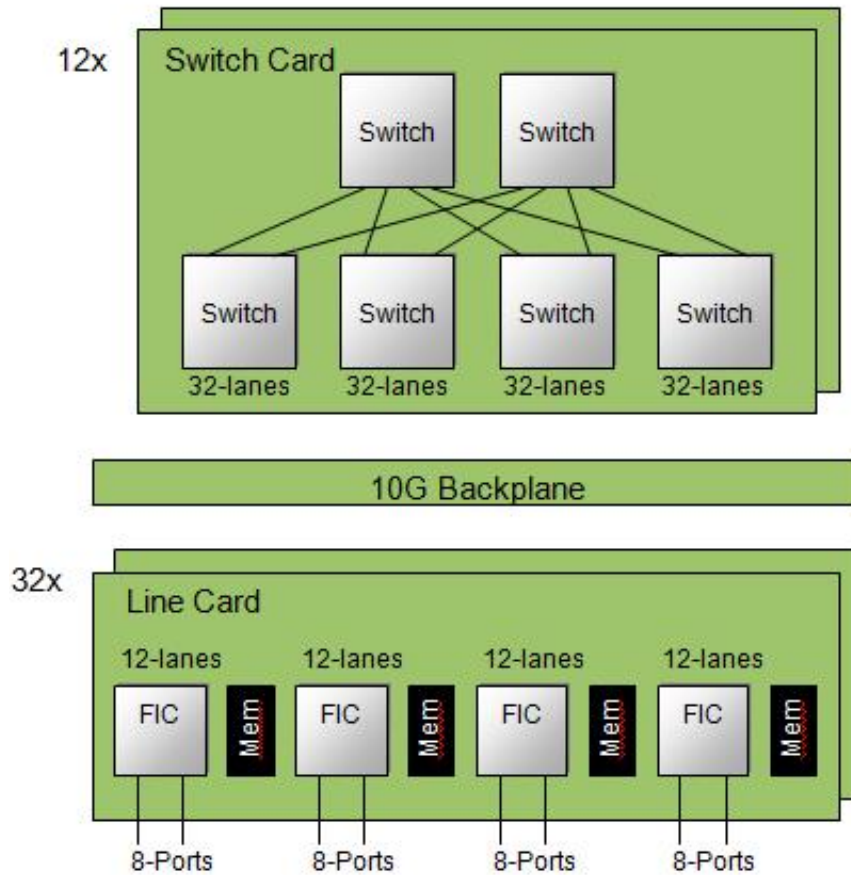 12x
Switch Card
Switch Switch
Switch Switch Switch Switch
32-lanes 32-lanes 32-lanes 32-lanes
10G Backplane
32x
Line Card
12-lanes 12-lanes 12-lanes 12-lanes
FIC Mem FIC Mem FIC Mem FIC Mem
8-Ports 8-Ports 8-Ports 8-Ports